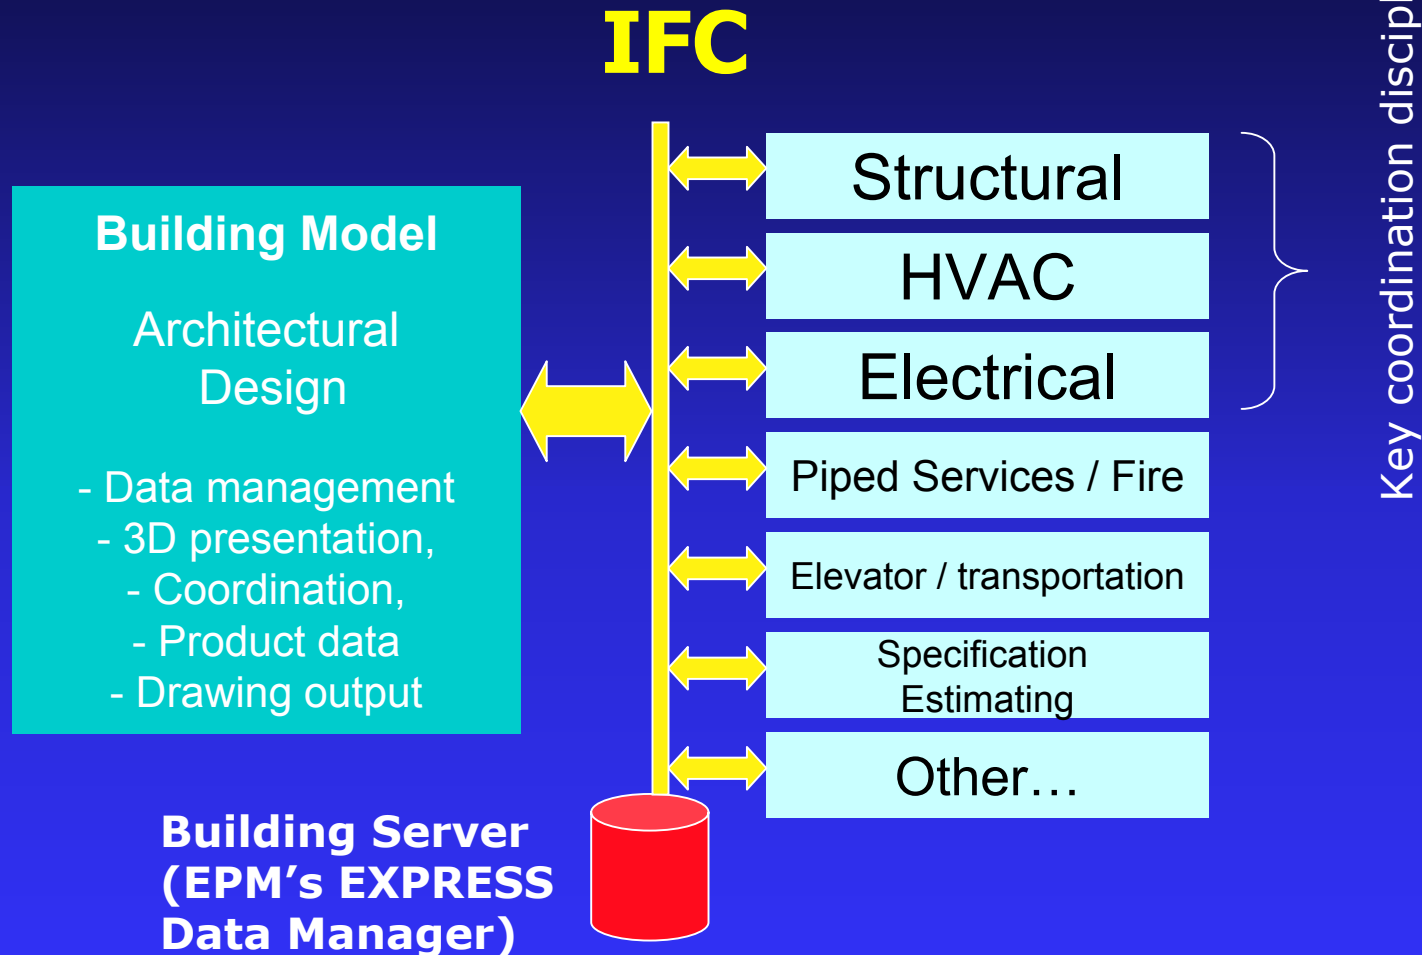 IFC
Building Model
Architectural
Design
- Data management
- 3D presentation,
- Coordination,
- Product data
- Drawing output
Structural
HVAC
Electrical
Piped Services / Fire
Elevator / transportation
Specification
Estimating
Other…
Key coordination
Building Server
(EPM’s EXPRESS
Data Manager)